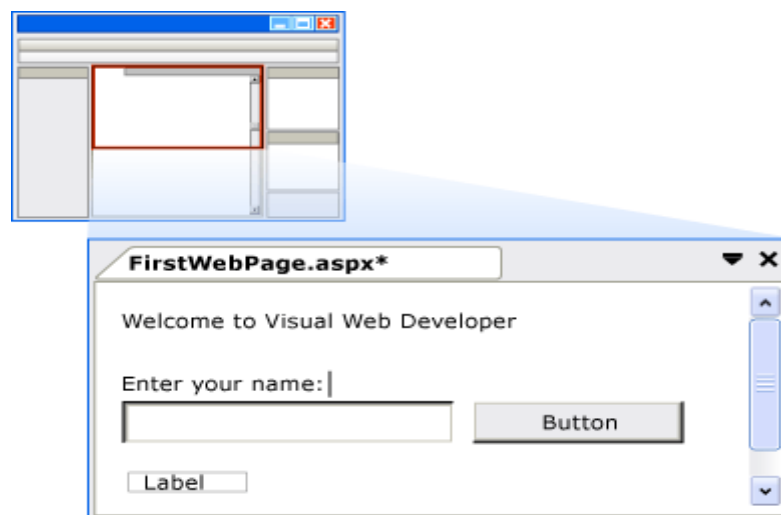 FirstWebPage.aspx*
Welcome to Visual Web Developer
Enter your name:
Button
Label